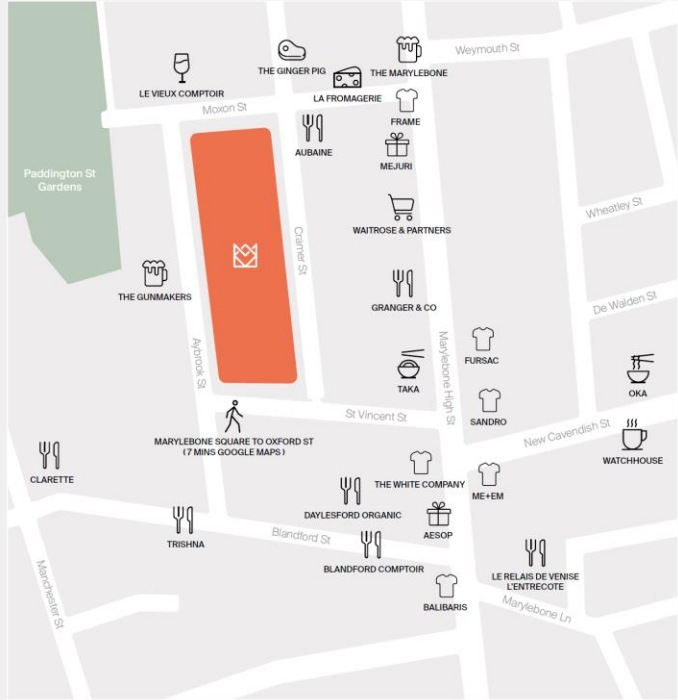 Weymouth St
THE GINGER PIG
THE MARYLEBONE
LE VIEUX COMPTOIR
LA FROMAGERIE
Moxon St
FRAME
AUBAINE
MEJURI
Paddington St
Gardens
Wheatley St
WAITROSE & PARTNERS
Cramer St
THE GUNMAKERS
De Walden St
GRANGER & CO
Aybrook St
Marylebone High St
FURSAC
TAKA
OKA
St Vincent St
SANDRO
New Cavendish St
MARYLEBONE SQUARE TO OXFORD ST
(7 MINS GOOGLE MAPS)
WATCHHOUSE
CLARETTE
THE WHITE COMPANY
ME+EM
DAYLESFORD ORGANIC
AESOP
TRISHNA
Blandford St
BLANDFORD COMPTOIR
LE RELAIS DE VENISE
L'ENTRECOTE
Manchester St
BALIBARIS
Marylebone Ln